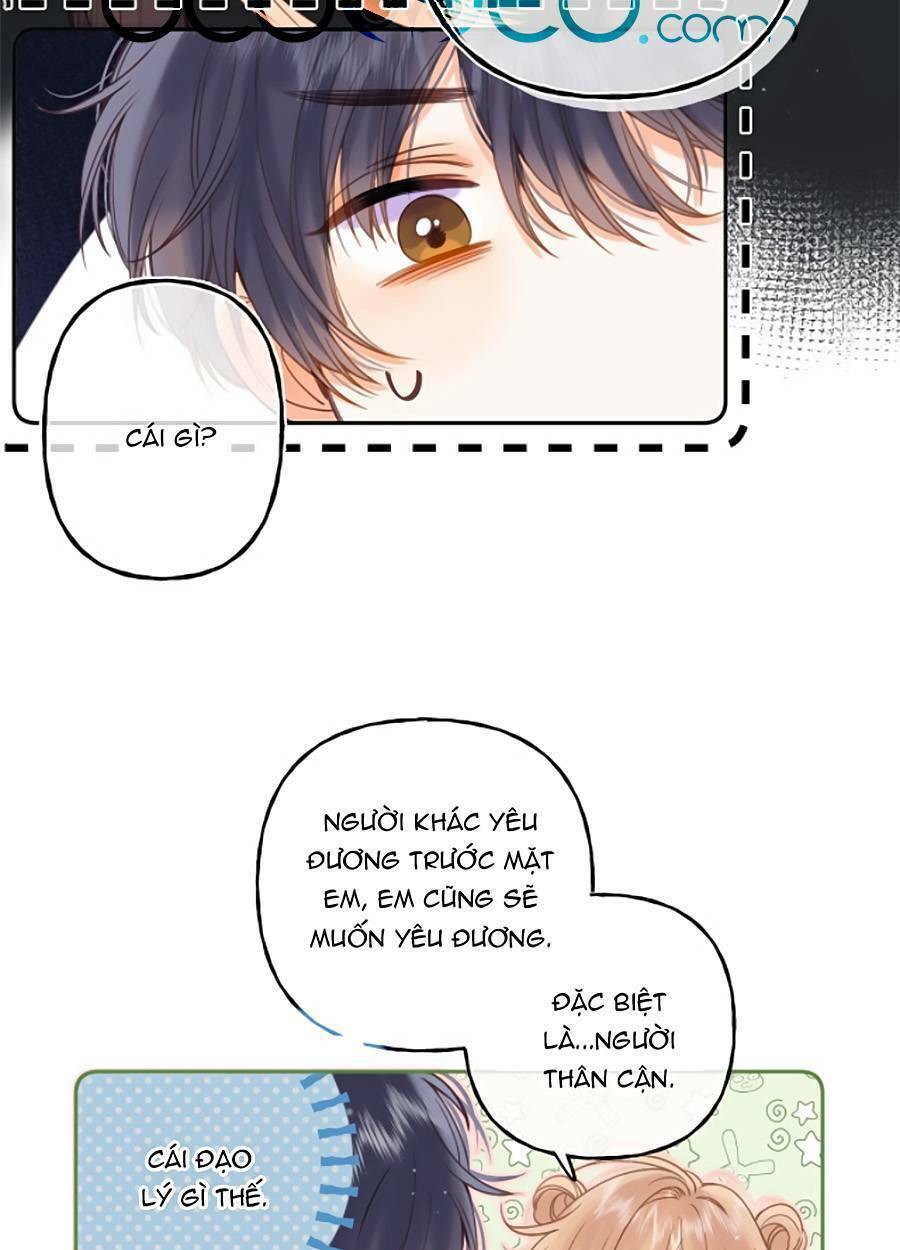 CÁI GÌ?
NGƯỜI KHÁC YÊU
ĐƯƠNG TRƯỚC MẶT
EM, EM CŨNG SẼ
MUỐN YÊU ĐƯƠNG.
ĐẶC BIỆT
LÀ...NGƯỜI
THÂN CẬN.
CÁI ĐẠO
LÝ GÌ THẾ.